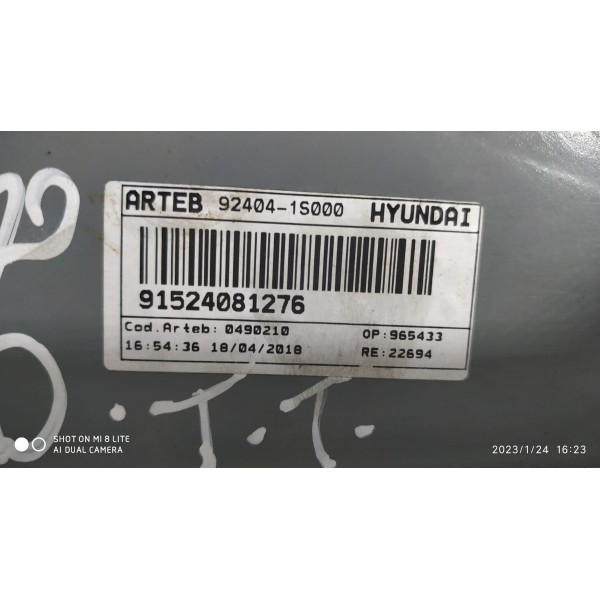 ARTEB 92404-1S000 HYUNDAI
91524081276
Cod.Arteb: 0490210 OP:965433
16:54:36 18/04/2018 RE:22694
D.T.T.
SHOT ON MI 8 LITE
AI DUAL CAMERA
2023/1/24 16:23